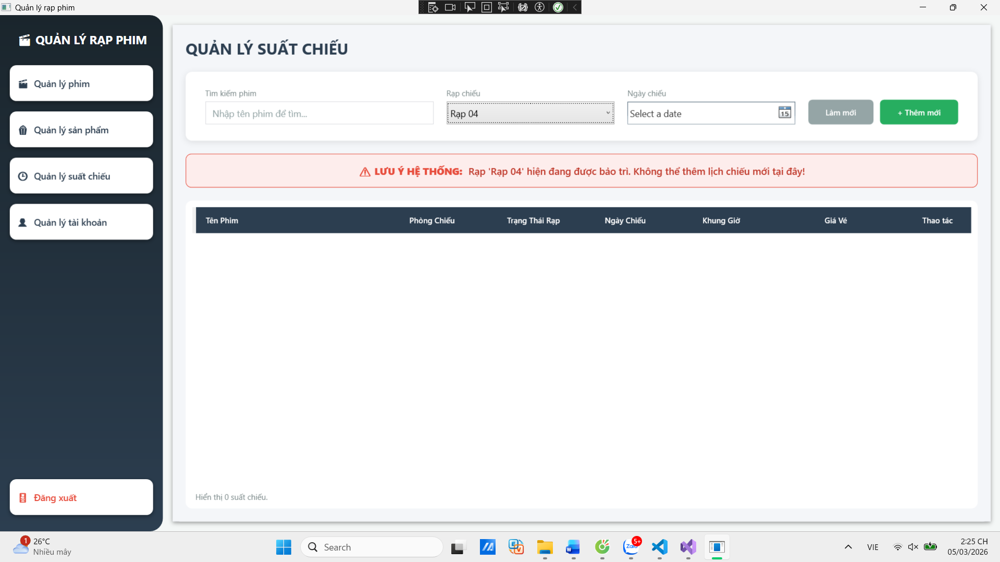 Quản lý rạp phim
QUẢN LÝ RẠP PHIM
Quản lý phim
Quản lý sản phẩm
Quản lý suất chiếu
Quản lý tài khoản
Đăng xuất
QUẢN LÝ SUẤT CHIẾU
Tìm kiếm phim
Nhập tên phim để tìm...
Rạp chiếu
Rạp 04
Ngày chiếu
Select a date
15
Làm mới
+ Thêm mới
⚠ LƯU Ý HỆ THỐNG: Rạp 'Rạp 04' hiện đang được bảo trì. Không thể thêm lịch chiếu mới tại đây!
Tên Phim Phòng Chiếu Trạng Thái Rạp Ngày Chiếu Khung Giờ Giá Vé Thao tác
Hiển thị 0 suất chiếu.
1
26°C
Nhiều mây
Search
E
V
W
Zalo
5+
VIE
2:25 CH
05/03/2026